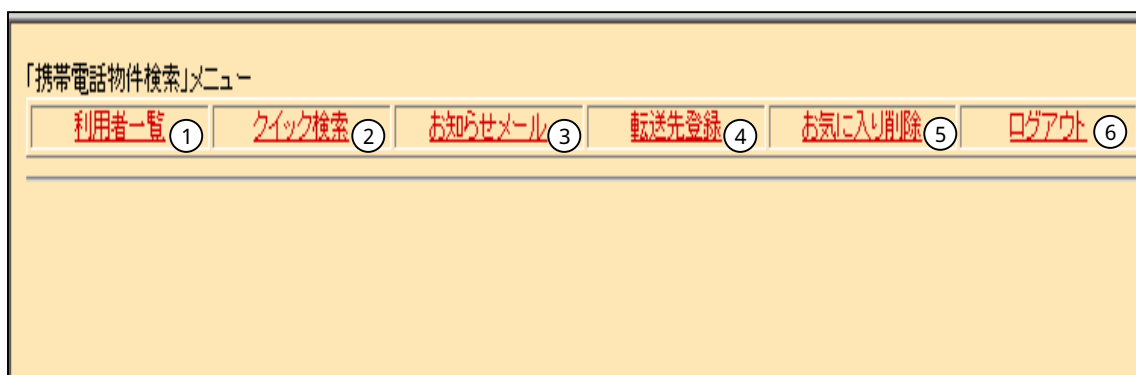 「携帯電話物件検索」メニュー
利用者一覧 ① クイック検索 ② お知らせメール ③ 転送先登録 ④ お気に入り削除 ⑤ ログアウト ⑥